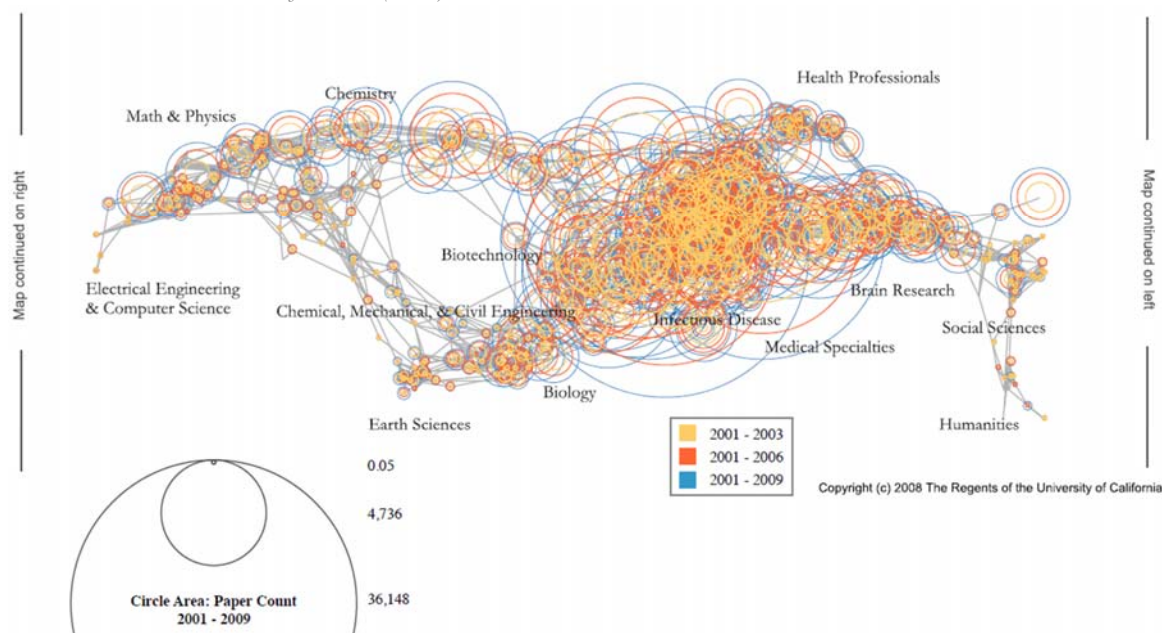 Map continued on right
Map continued on left
Health Professionals
Chemistry
Math & Physics
Biotechnology
Electrical Engineering
& Computer Science
Chemical, Mechanical, & Civil Engineering
Brain Research
Infectious Disease
Social Sciences
Medical Specialties
Biology
Earth Sciences
Humanities
2001 - 2003
2001 - 2006
2001 - 2009
Copyright (c) 2008 The Regents of the University of California
0.05
4,736
36,148
Circle Area: Paper Count
2001 - 2009